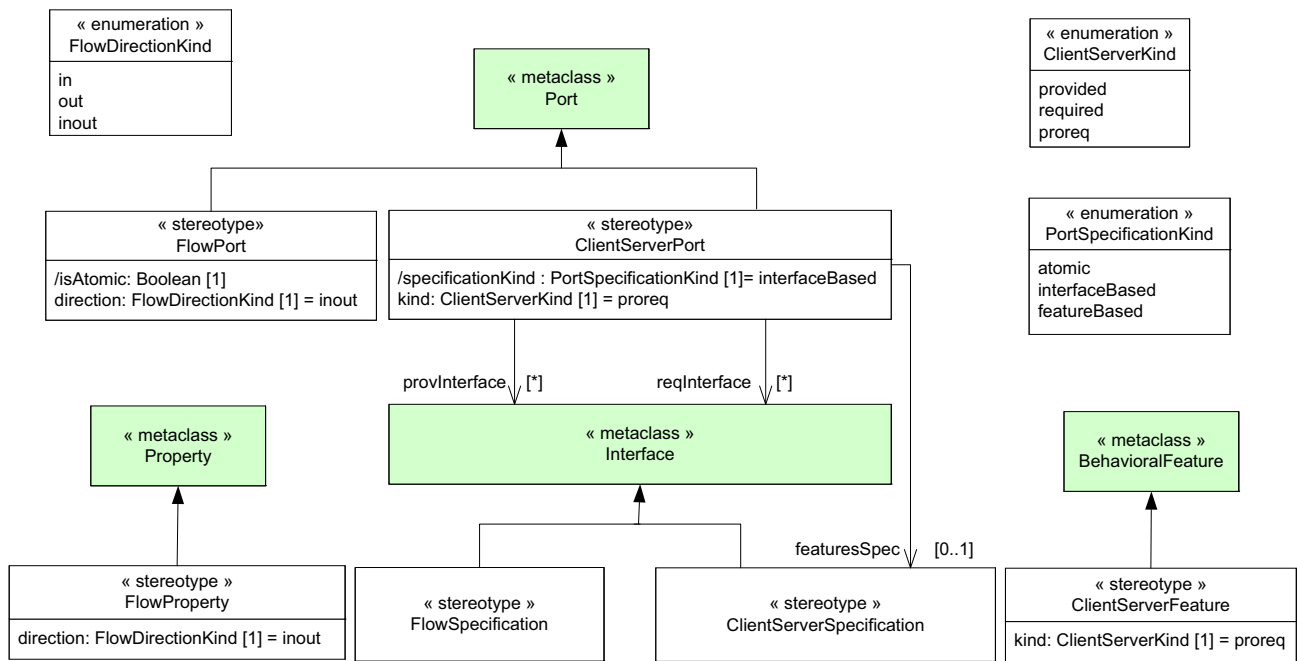 « enumeration »
FlowDirectionKind
in
out
inout
« metaclass »
Port
« enumeration »
ClientServerKind
provided
required
proreq
« stereotype»
FlowPort
/isAtomic: Boolean [1]
direction: FlowDirectionKind [1] = inout
« stereotype»
ClientServerPort
/specificationKind : PortSpecificationKind [1]= interfaceBased
kind: ClientServerKind [1] = proreq
« enumeration »
PortSpecificationKind
atomic
interfaceBased
featureBased
provInterface [*]
reqInterface [*]
« metaclass »
Property
« metaclass »
Interface
« metaclass »
BehavioralFeature
featuresSpec [0..1]
« stereotype »
FlowProperty
direction: FlowDirectionKind [1] = inout
« stereotype »
FlowSpecification
« stereotype »
ClientServerSpecification
« stereotype »
ClientServerFeature
kind: ClientServerKind [1] = proreq